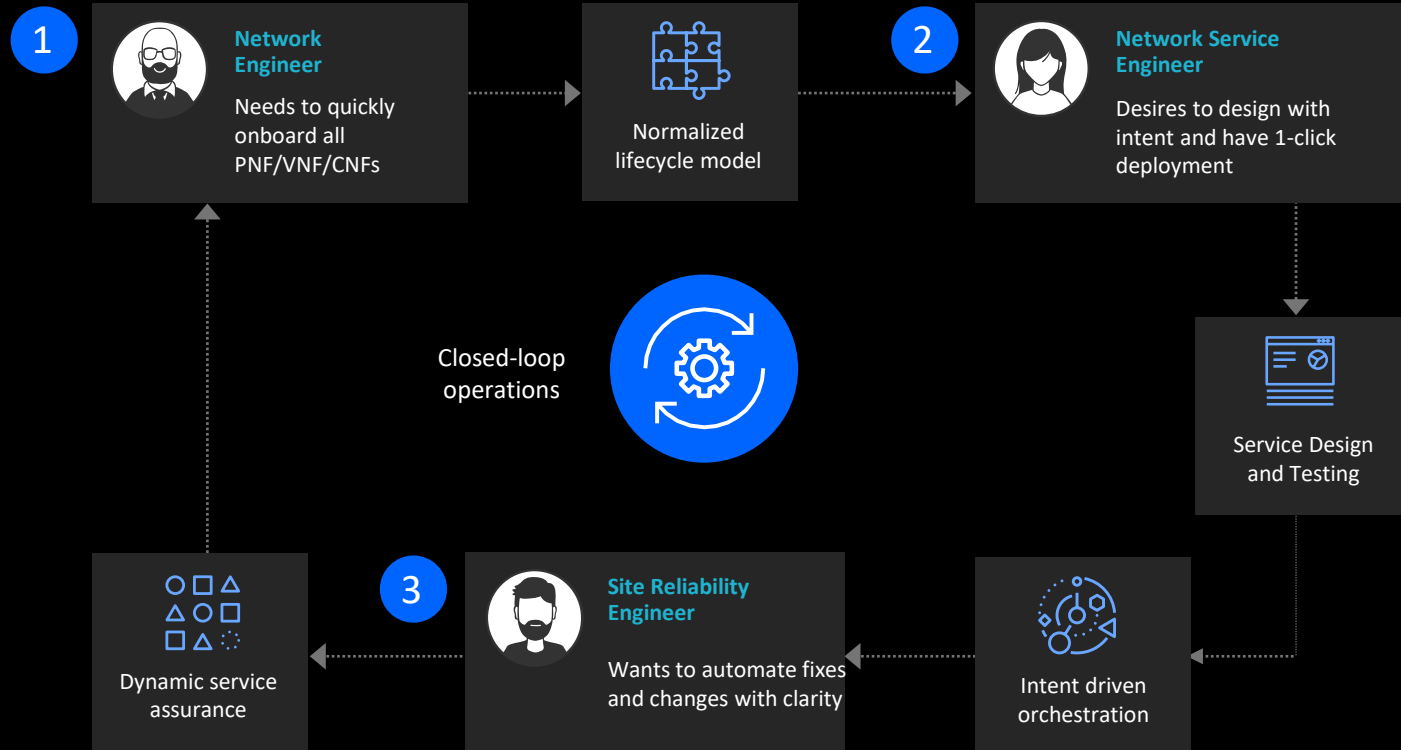 1
Network
Engineer
Needs to quickly
onboard all
PNF/VNF/CNFs
Normalized
lifecycle model
2
Network Service
Engineer
Desires to design with
intent and have 1-click
deployment
Closed-loop
operations
Service Design
and Testing
Dynamic service
assurance
3
Site Reliability
Engineer
Wants to automate fixes
and changes with clarity
Intent driven
orchestration